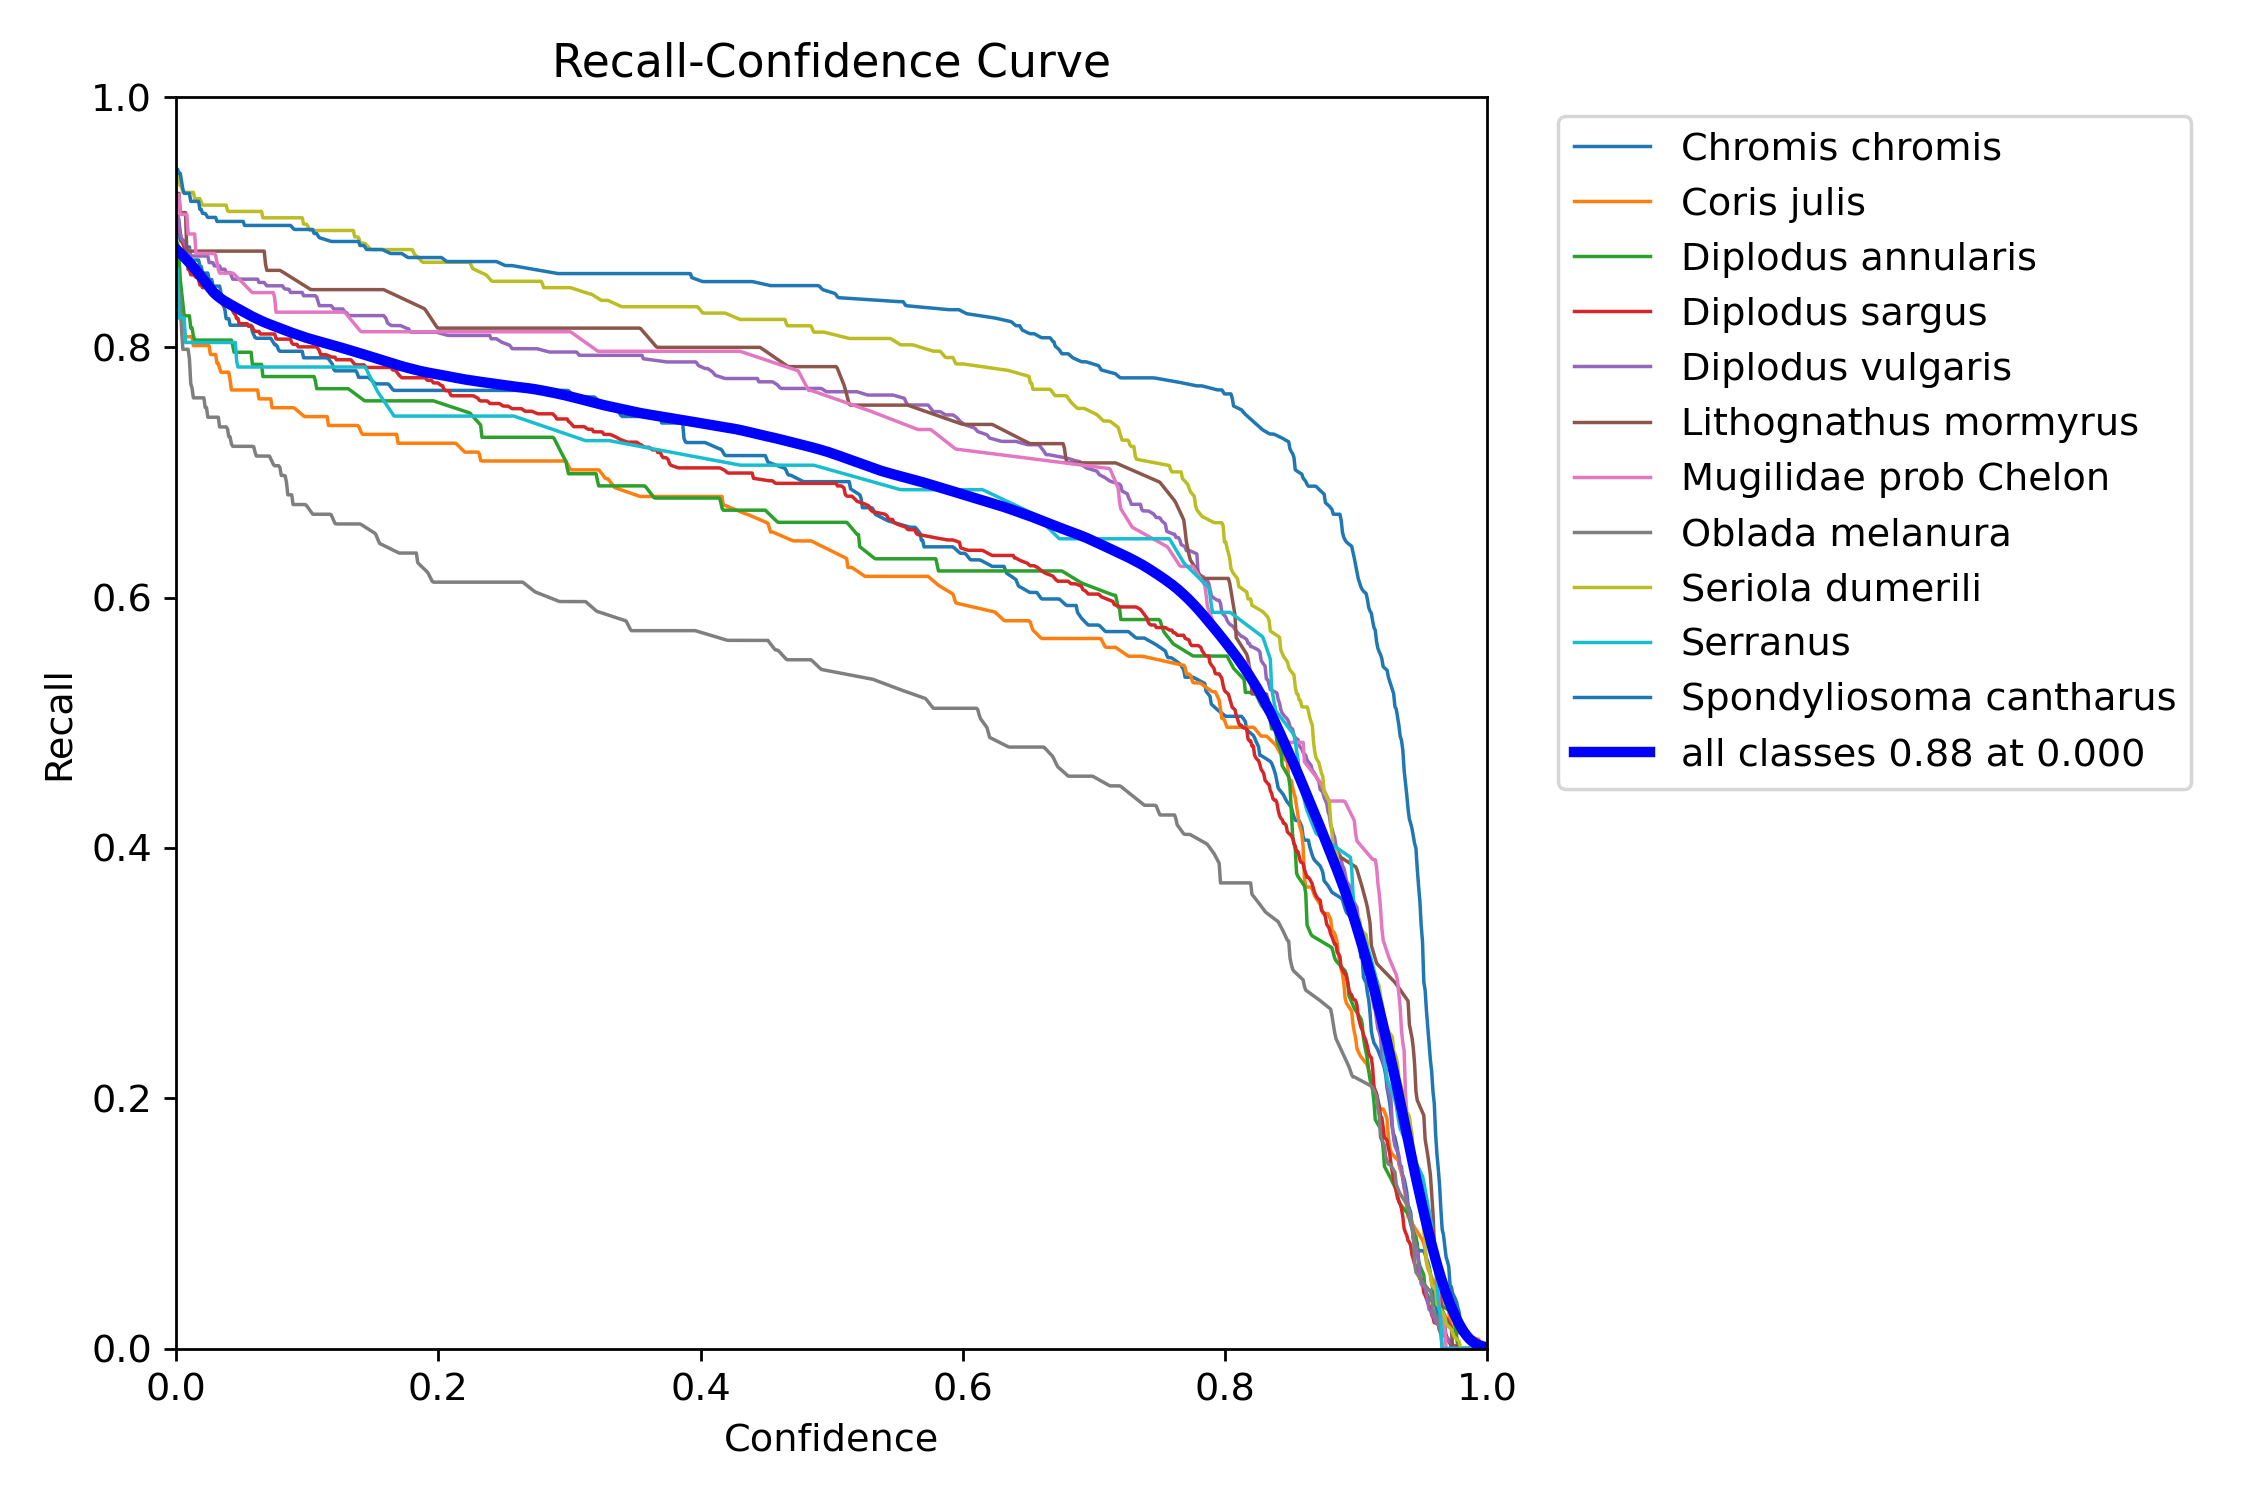 Recall-Confidence Curve
1.0
0.8
0.6
0.4
0.2
0.0
Recall
0.0 0.2 0.4 0.6 0.8 1.0
Confidence
Chromis chromis
Coris julis
Diplodus annularis
Diplodus sargus
Diplodus vulgaris
Lithognathus mormyrus
Mugilidae prob Chelon
Oblada melanura
Seriola dumerili
Serranus
Spondyliosoma cantharus
all classes 0.88 at 0.000